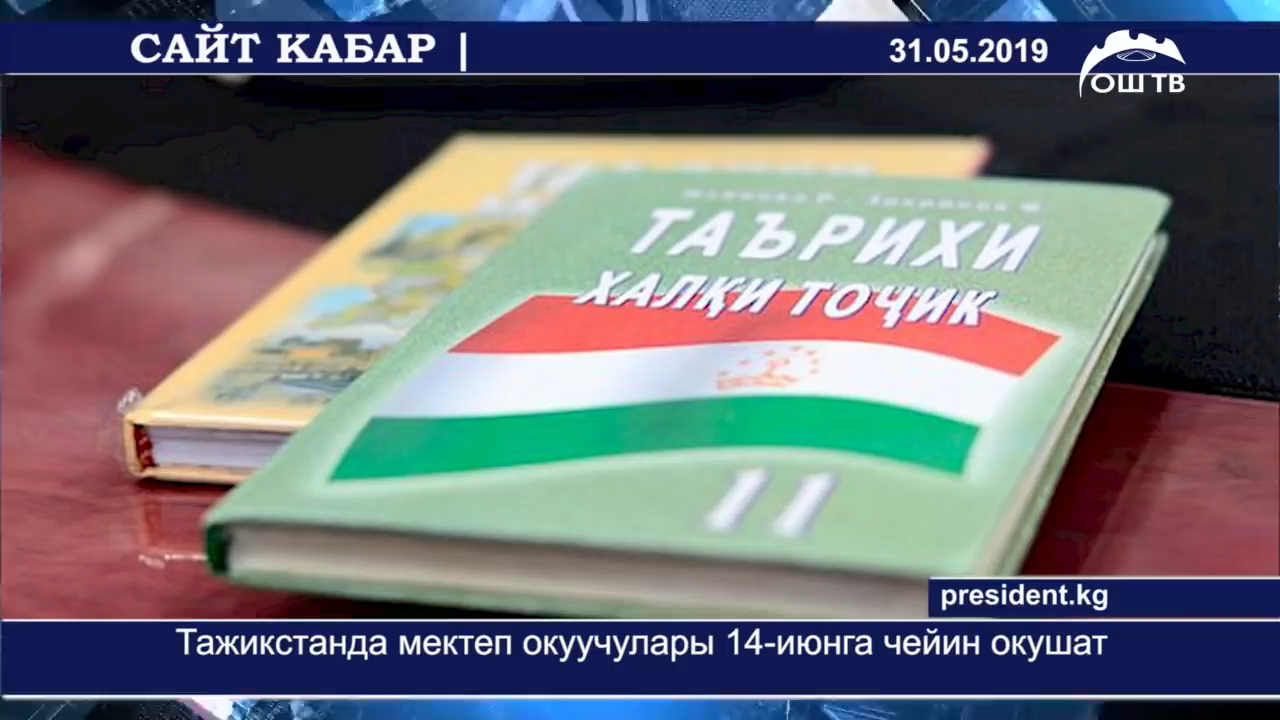 САЙТ КАБАР |
31.05.2019
ОШ ТВ
ТАЪРИХИ
ХАЛҚИ ТОҶИК
11
president.kg
Тажикстанда мектеп окуучулары 14-июнга чейин окушат